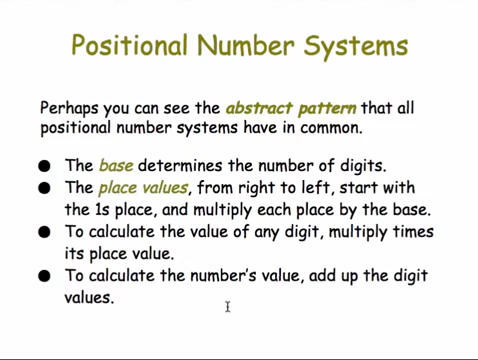 Positional Number Systems
Perhaps you can see the abstract pattern that all
positional number systems have in common.
● The base determines the number of digits.
● The place values, from right to left, start with
the 1s place, and multiply each place by the base.
● To calculate the value of any digit, multiply times
its place value.
● To calculate the number's value, add up the digit
values.